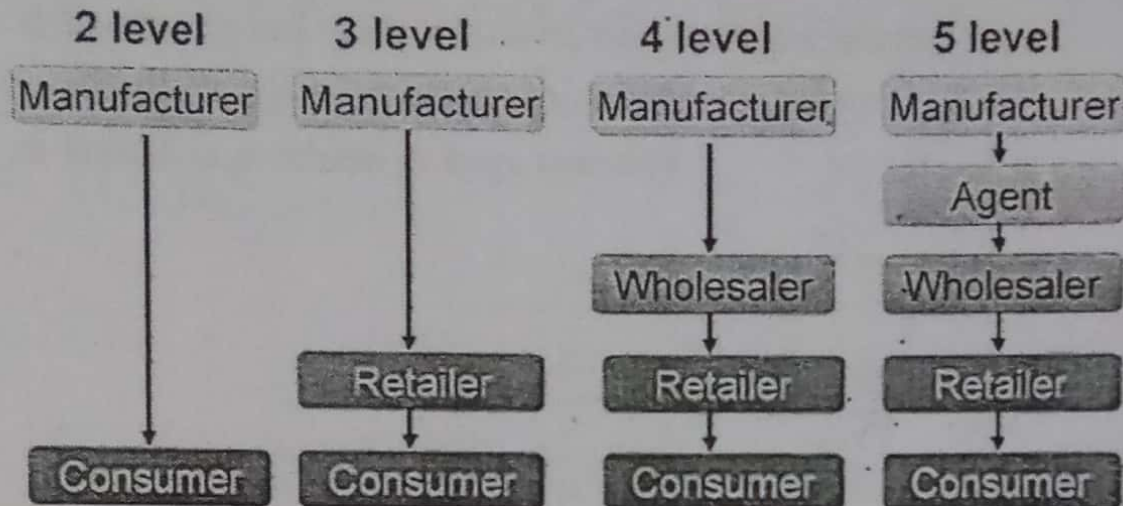 2 level 3 level 4 level 5 level
Manufacturer Manufacturer Manufacturer Manufacturer
Agent
Wholesaler Wholesaler
Retailer Retailer Retailer
Consumer Consumer Consumer Consumer